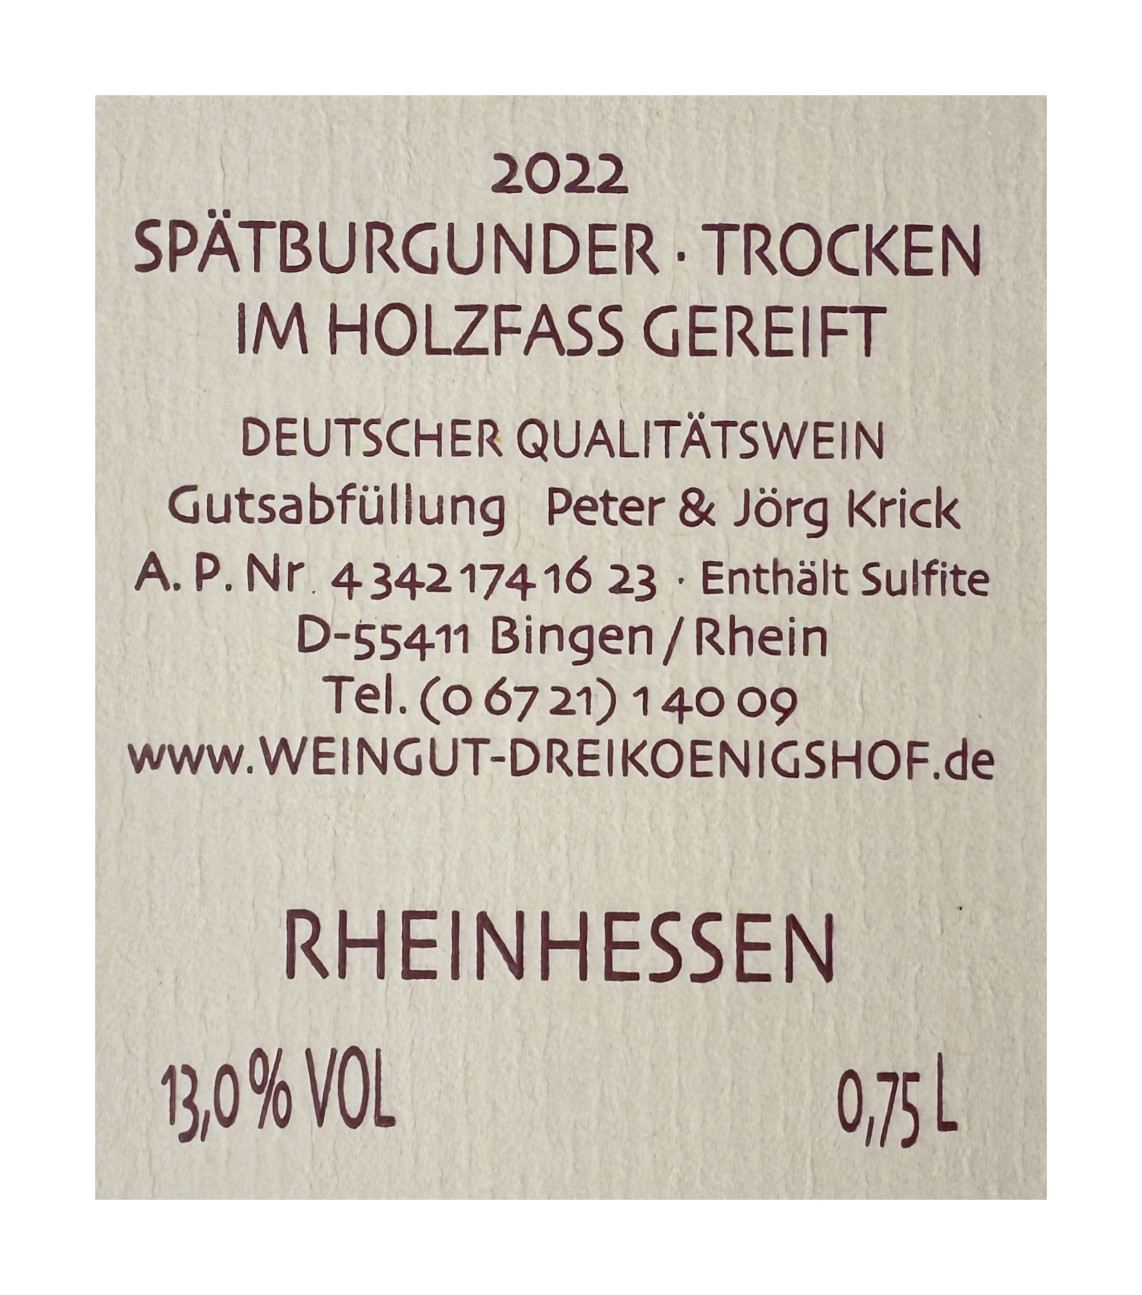 2022
SPÄTBURGUNDER · TROCKEN
IM HOLZFASS GEREIFT
DEUTSCHER QUALITÄTSWEIN
Gutsabfüllung Peter & Jörg Krick
A. P. Nr. 4 342 174 16 23 · Enthält Sulfite
D-55411 Bingen / Rhein
Tel. (0 67 21) 1 40 09
www.WEINGUT-DREIKOENIGSHOF.de
RHEINHESSEN
13,0 % VOL 0,75 L